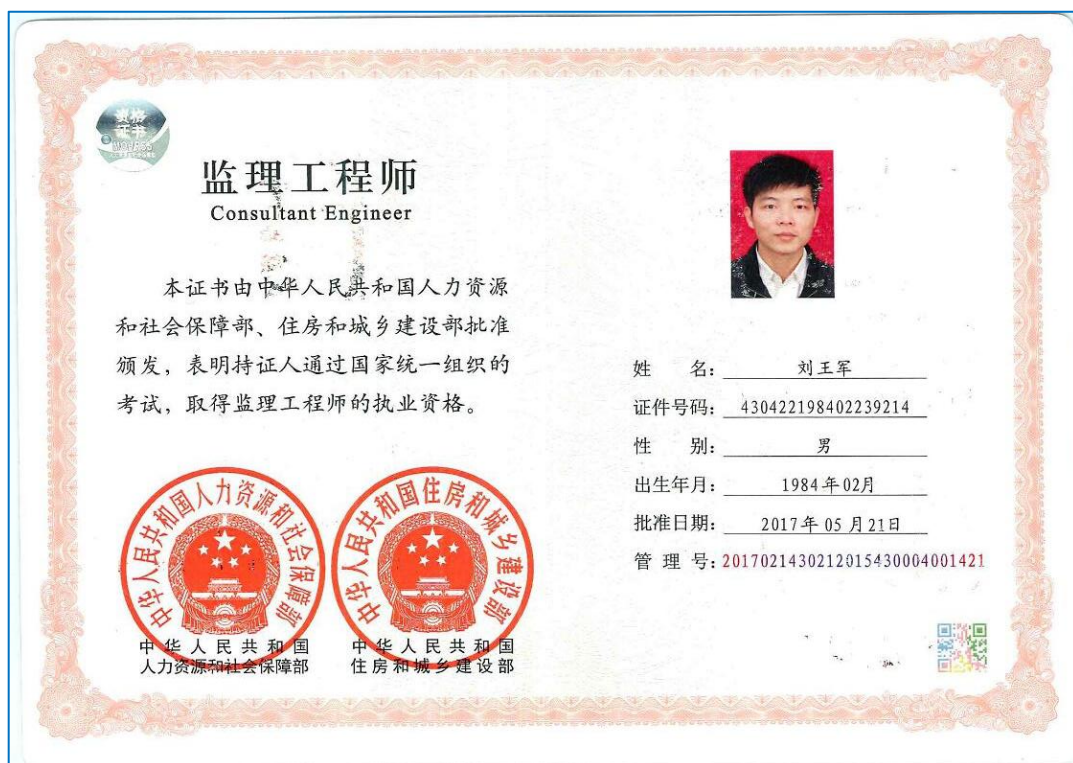 资格
证书
监理工程师
Consultant Engineer
本证书由中华人民共和国人力资源
和社会保障部、住房和城乡建设部批准
颁发，表明持证人通过国家统一组织的
考试，取得监理工程师的执业资格。
中华人民共和国人力资源和社会保障部
中华人民共和国住房和城乡建设部
中华人民共和国
人力资源和社会保障部
中华人民共和国
住房和城乡建设部
姓 名：刘王军
证件号码：430422198402239214
性 别：男
出生年月：1984年02月
批准日期：2017年05月21日
管 理 号：2017021430212015430004001421